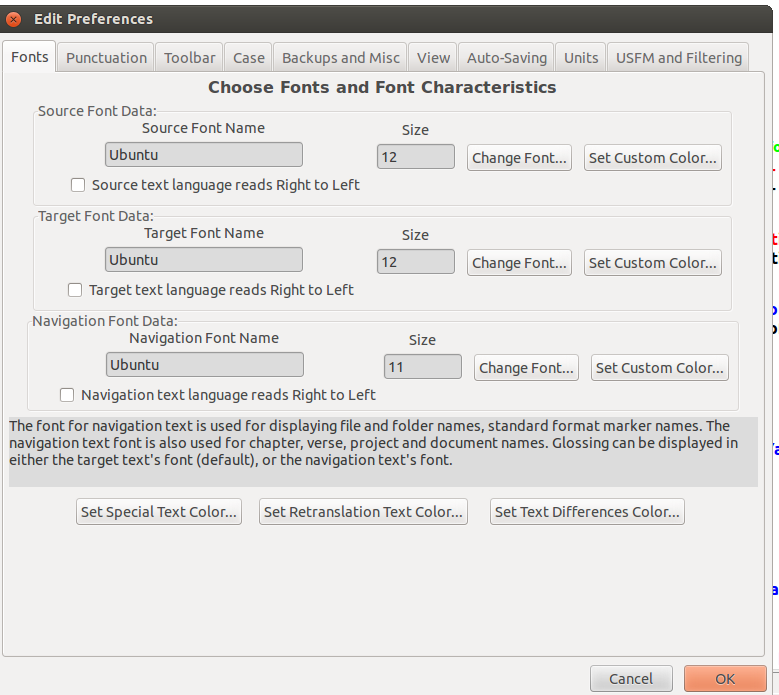 Edit Preferences
Fonts Punctuation Toolbar Case Backups and Misc View Auto-Saving Units USFM and Filtering
Choose Fonts and Font Characteristics
Source Font Data:
Source Font Name Size
Ubuntu 12 Change Font... Set Custom Color...
Source text language reads Right to Left
Target Font Data:
Target Font Name Size
Ubuntu 12 Change Font... Set Custom Color...
Target text language reads Right to Left
Navigation Font Data:
Navigation Font Name Size
Ubuntu 11 Change Font... Set Custom Color...
Navigation text language reads Right to Left
The font for navigation text is used for displaying file and folder names, standard format marker names. The
navigation text font is also used for chapter, verse, project and document names. Glossing can be displayed in
either the target text's font (default), or the navigation text's font.
Set Special Text Color... Set Retranslation Text Color... Set Text Differences Color...
Cancel OK